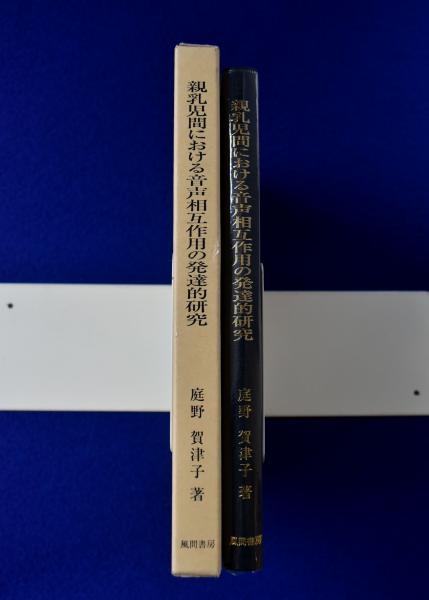 親乳児間における音声相互作用の発達的研究
庭野 賀津子 著
風間書房
親乳児間における音声相互作用の発達的研究
庭野 賀津子 著
風間書房